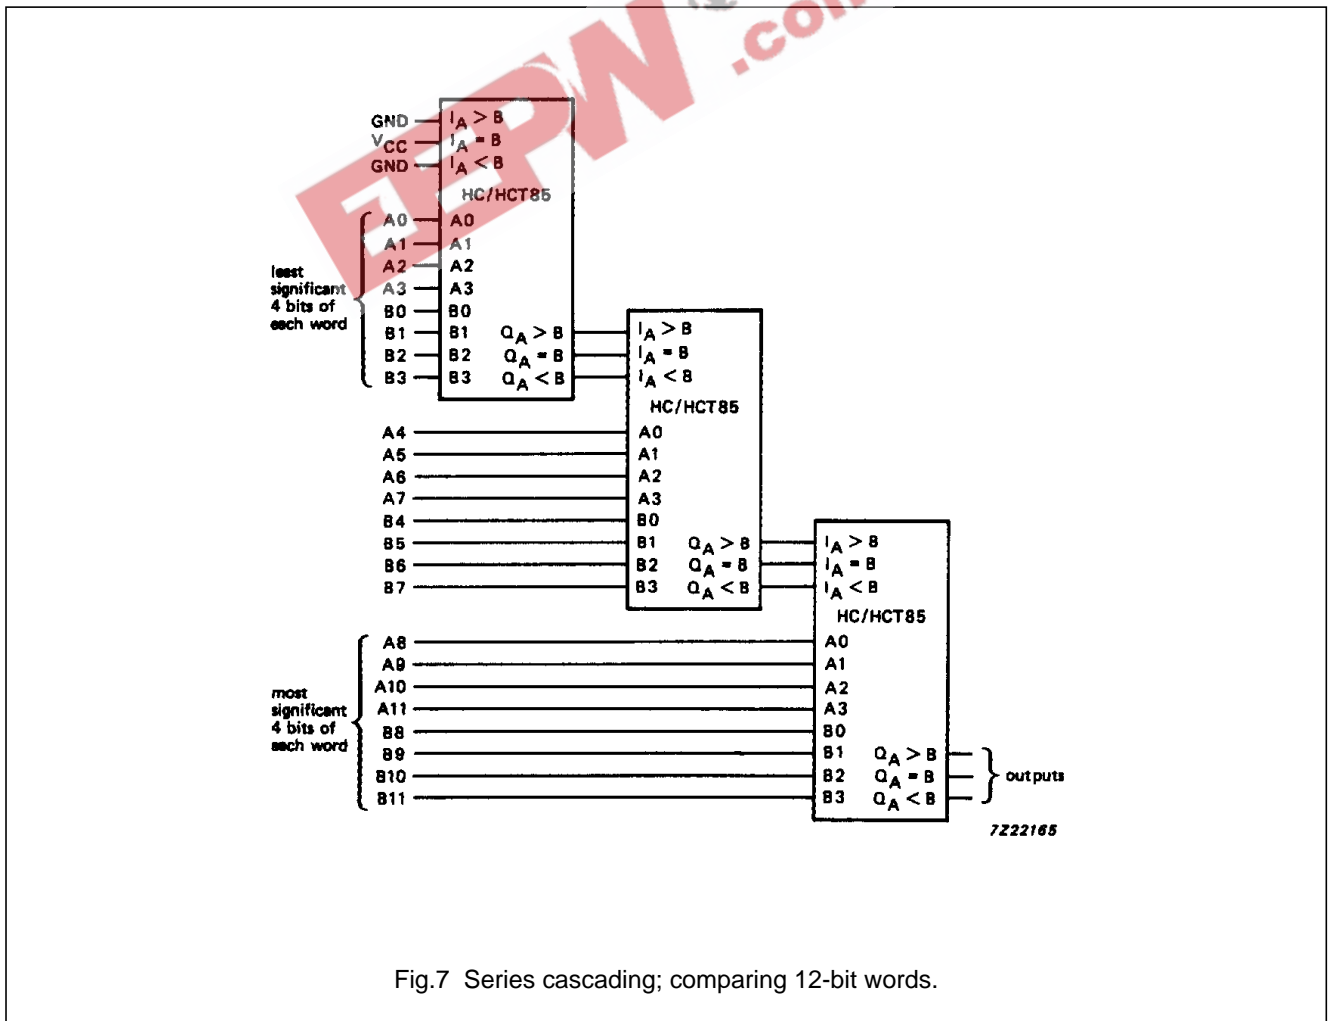 EEPW
.com
GND
VCC
GND
IA > B
IA = B
IA < B
HC/HCT85
A0 A0
A1 A1
A2 A2
A3 A3
B0 B0
B1 B1 QA > B
B2 B2 QA = B
B3 B3 QA < B
least
significant
4 bits of
each word
IA > B
IA = B
IA < B
HC/HCT85
A4 A0
A5 A1
A6 A2
A7 A3
B4 B0
B5 B1 QA > B
B6 B2 QA = B
B7 B3 QA < B
IA > B
IA = B
IA < B
HC/HCT85
A8 A0
A9 A1
A10 A2
A11 A3
B8 B0
B9 B1 QA > B
B10 B2 QA = B
B11 B3 QA < B
most
significant
4 bits of
each word
outputs
7Z22165
Fig.7 Series cascading; comparing 12-bit words.